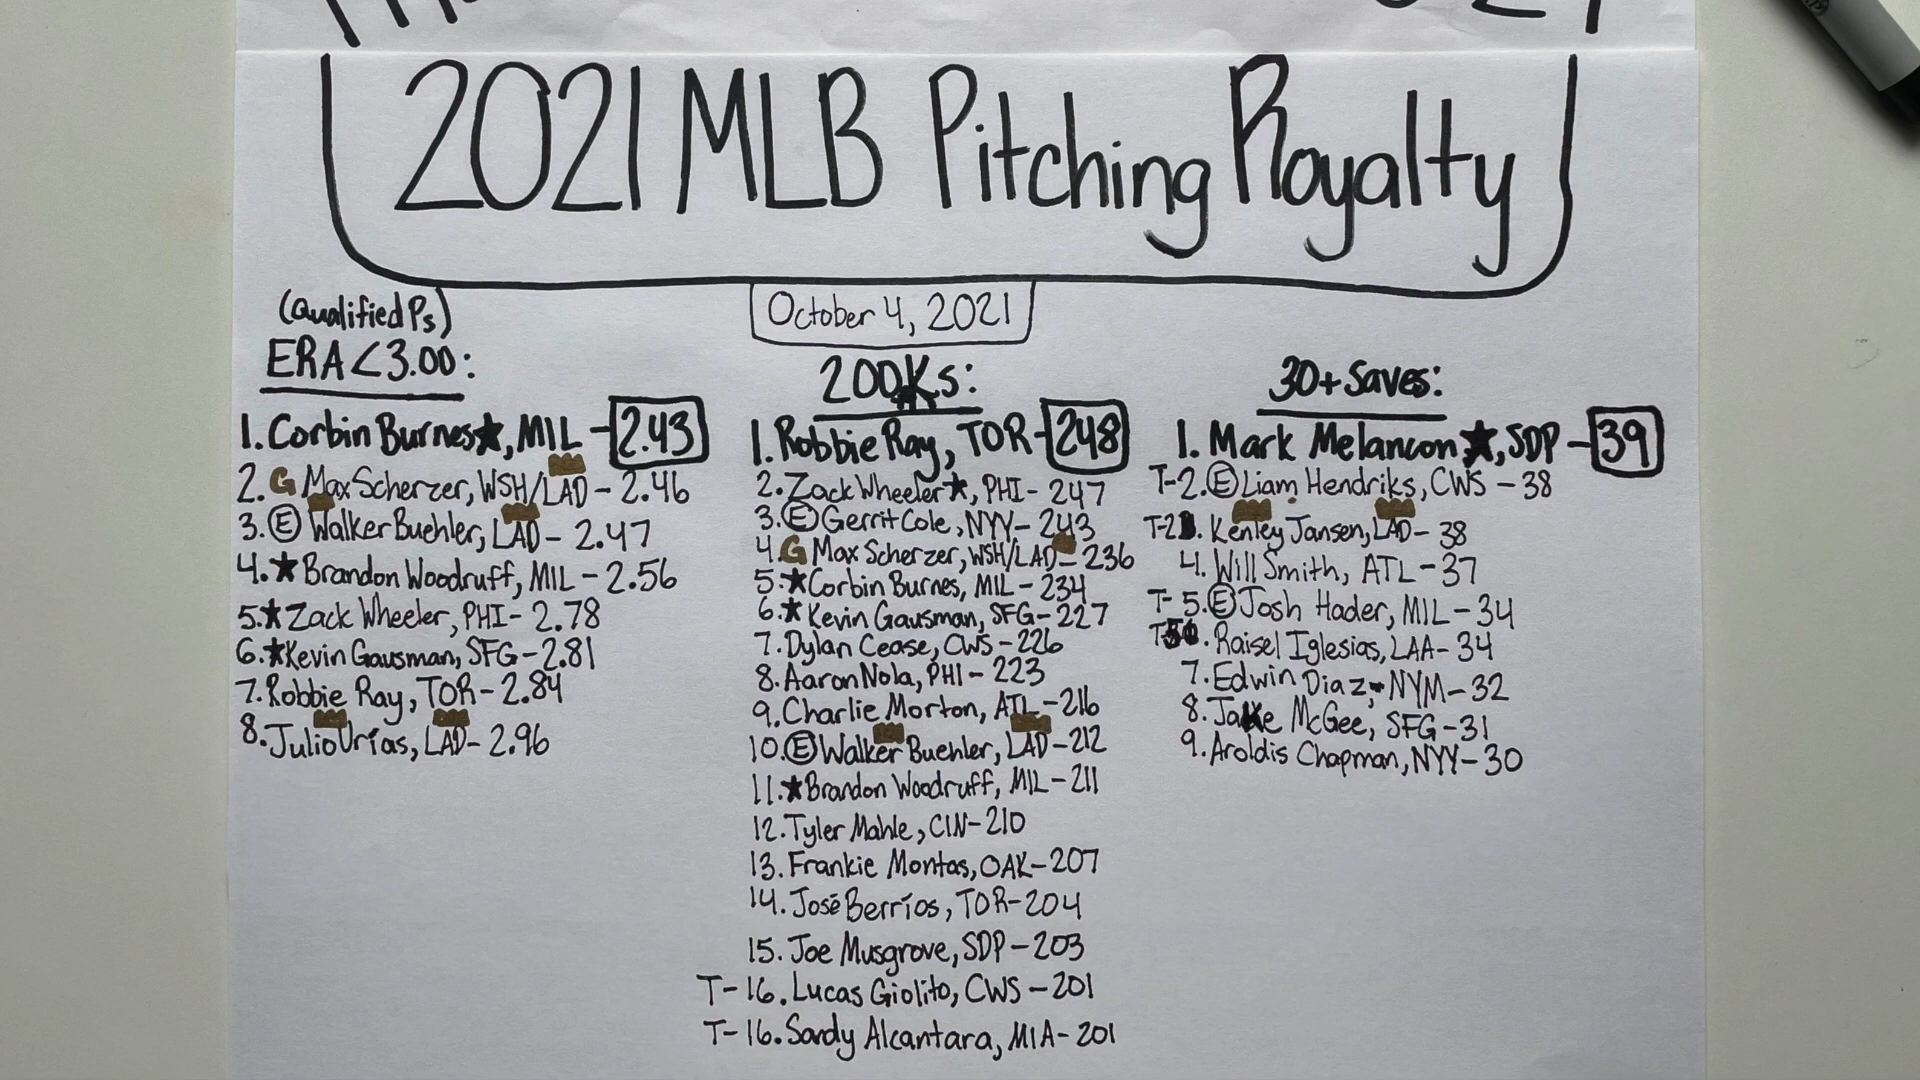 2021 MLB Pitching Royalty
October 4, 2021
(Qualified Ps)
ERA<3.00:
1. Corbin Burnes★, MIL - 2.43
2. G Max Scherzer, WSH/LAD - 2.46
3. Ⓔ Walker Buehler, LAD - 2.47
4. ★ Brandon Woodruff, MIL - 2.56
5. ★ Zack Wheeler, PHI - 2.78
6. ★ Kevin Gausman, SFG - 2.81
7. Robbie Ray, TOR - 2.84
8. Julio Urías, LAD - 2.96
200Ks:
1. Robbie Ray, TOR - 248
2. Zack Wheeler★, PHI - 247
3. Ⓔ Gerrit Cole, NYY - 243
4. G Max Scherzer, WSH/LAD - 236
5. ★ Corbin Burnes, MIL - 234
6. ★ Kevin Gausman, SFG - 227
7. Dylan Cease, CWS - 226
8. Aaron Nola, PHI - 223
9. Charlie Morton, ATL - 216
10. Ⓔ Walker Buehler, LAD - 212
11. ★ Brandon Woodruff, MIL - 211
12. Tyler Mahle, CIN - 210
13. Frankie Montas, OAK - 207
14. José Berríos, TOR - 204
15. Joe Musgrove, SDP - 203
T-16. Lucas Giolito, CWS - 201
T-16. Sandy Alcantara, MIA - 201
30+ Saves:
1. Mark Melancon★, SDP - 39
T-2. Ⓔ Liam Hendriks, CWS - 38
T-2. Kenley Jansen, LAD - 38
4. Will Smith, ATL - 37
T-5. Ⓔ Josh Hader, MIL - 34
T-5. Raisel Iglesias, LAA - 34
7. Edwin Diaz, NYM - 32
8. Jake McGee, SFG - 31
9. Aroldis Chapman, NYY - 30